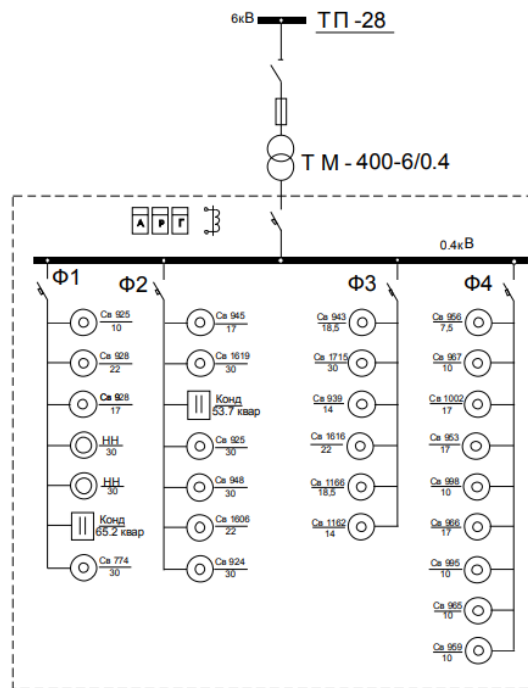 6кВ
ТП -28
Т М - 400-6/0.4
А Р Г
0.4кВ
Ф1
Св 925
10
Св 928
22
Св 928
17
НН
30
НН
30
Конд
65.2 квар
Св 774
30
Ф2
Св 945
17
Св 1619
30
Конд
53.7 квар
Св 925
30
Св 948
30
Св 1606
22
Св 924
30
Ф3
Св 943
18,5
Св 1715
30
Св 939
14
Св 1616
22
Св 1166
18,5
Св 1162
14
Ф4
Св 956
7,5
Св 967
10
Св 1002
17
Св 953
17
Св 998
10
Св 966
17
Св 995
10
Св 965
10
Св 959
10